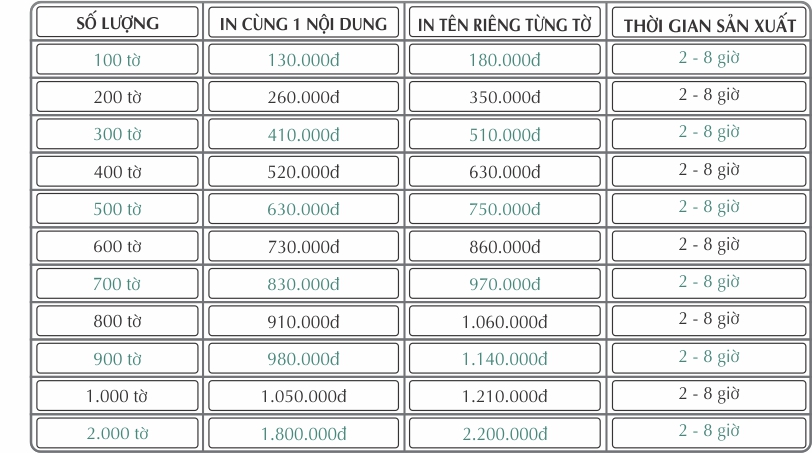 SỐ LƯỢNG IN CÙNG 1 NỘI DUNG IN TÊN RIÊNG TỪNG TỜ THỜI GIAN SẢN XUẤT
100 tờ 130.000đ 180.000đ 2 - 8 giờ
200 tờ 260.000đ 350.000đ 2 - 8 giờ
300 tờ 410.000đ 510.000đ 2 - 8 giờ
400 tờ 520.000đ 630.000đ 2 - 8 giờ
500 tờ 630.000đ 750.000đ 2 - 8 giờ
600 tờ 730.000đ 860.000đ 2 - 8 giờ
700 tờ 830.000đ 970.000đ 2 - 8 giờ
800 tờ 910.000đ 1.060.000đ 2 - 8 giờ
900 tờ 980.000đ 1.140.000đ 2 - 8 giờ
1.000 tờ 1.050.000đ 1.210.000đ 2 - 8 giờ
2.000 tờ 1.800.000đ 2.200.000đ 2 - 8 giờ